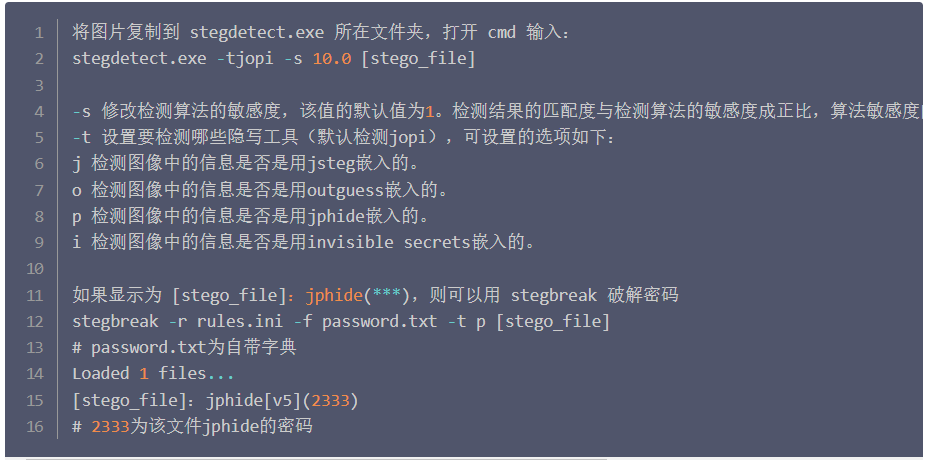 1 将图片复制到 stegdetect.exe 所在文件夹，打开 cmd 输入：
2 stegdetect.exe -tjopi -s 10.0 [stego_file]
3
4 -s 修改检测算法的敏感度，该值的默认值为1。检测结果的匹配度与检测算法的敏感度成正比，算法敏感度
5 -t 设置要检测哪些隐写工具（默认检测jopi），可设置的选项如下：
6 j 检测图像中的信息是否是用jsteg嵌入的。
7 o 检测图像中的信息是否是用outguess嵌入的。
8 p 检测图像中的信息是否是用jphide嵌入的。
9 i 检测图像中的信息是否是用invisible secrets嵌入的。
10
11 如果显示为 [stego_file]：jphide(***)，则可以用 stegbreak 破解密码
12 stegbreak -r rules.ini -f password.txt -t p [stego_file]
13 # password.txt为自带字典
14 Loaded 1 files...
15 [stego_file]：jphide[v5](2333)
16 # 2333为该文件jphide的密码